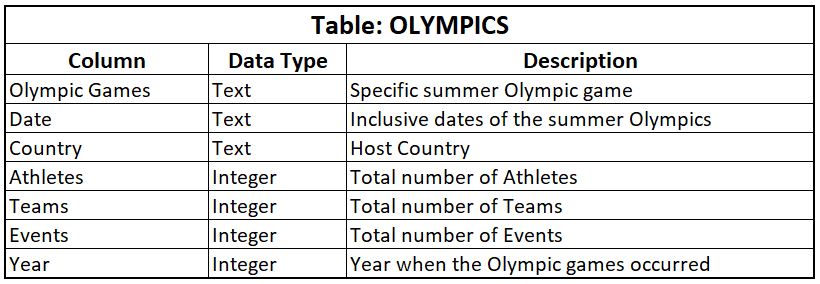 Table: OLYMPICS
Column Data Type Description
Olympic Games Text Specific summer Olympic game
Date Text Inclusive dates of the summer Olympics
Country Text Host Country
Athletes Integer Total number of Athletes
Teams Integer Total number of Teams
Events Integer Total number of Events
Year Integer Year when the Olympic games occurred